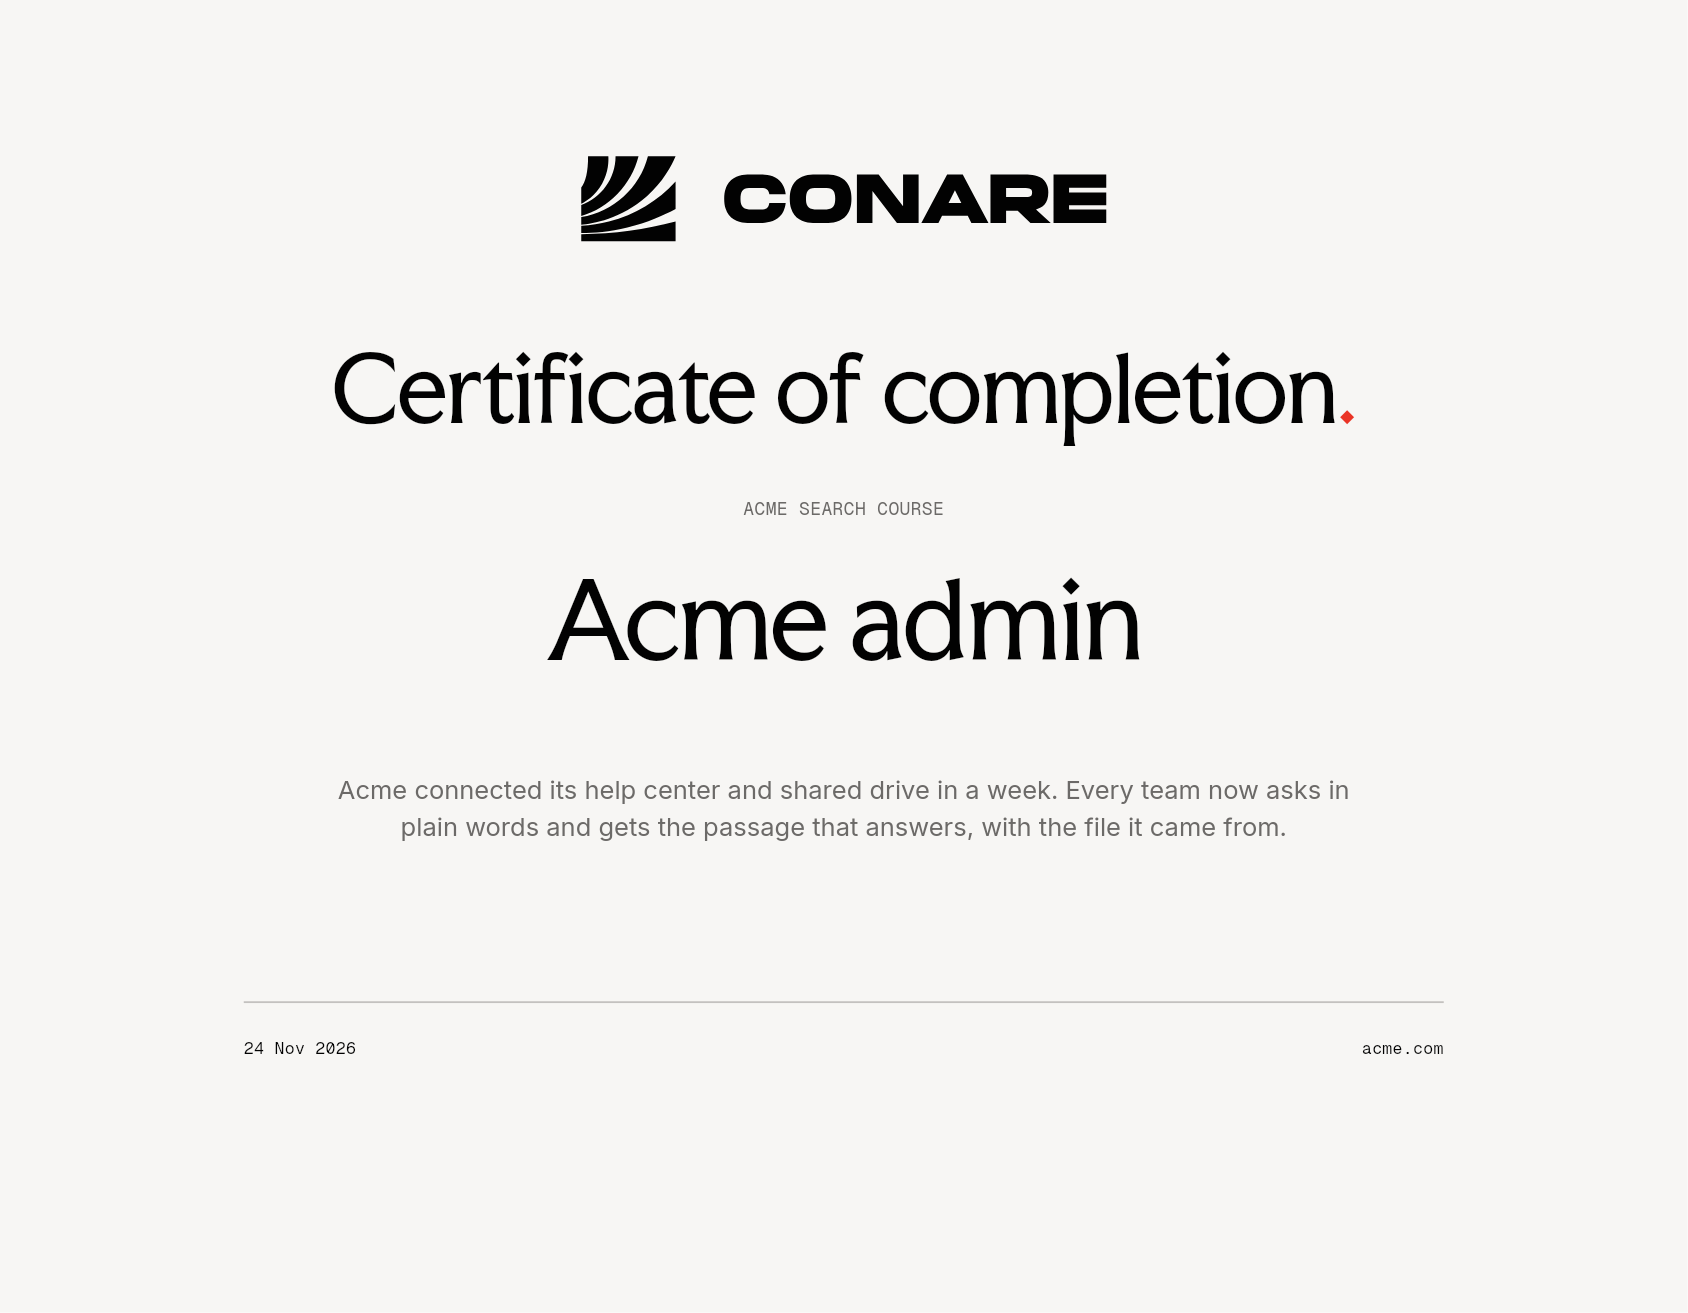 CONARE
Certificate of completion.
ACME SEARCH COURSE
Acme admin
Acme connected its help center and shared drive in a week. Every team now asks in
plain words and gets the passage that answers, with the file it came from.
24 Nov 2026
acme.com